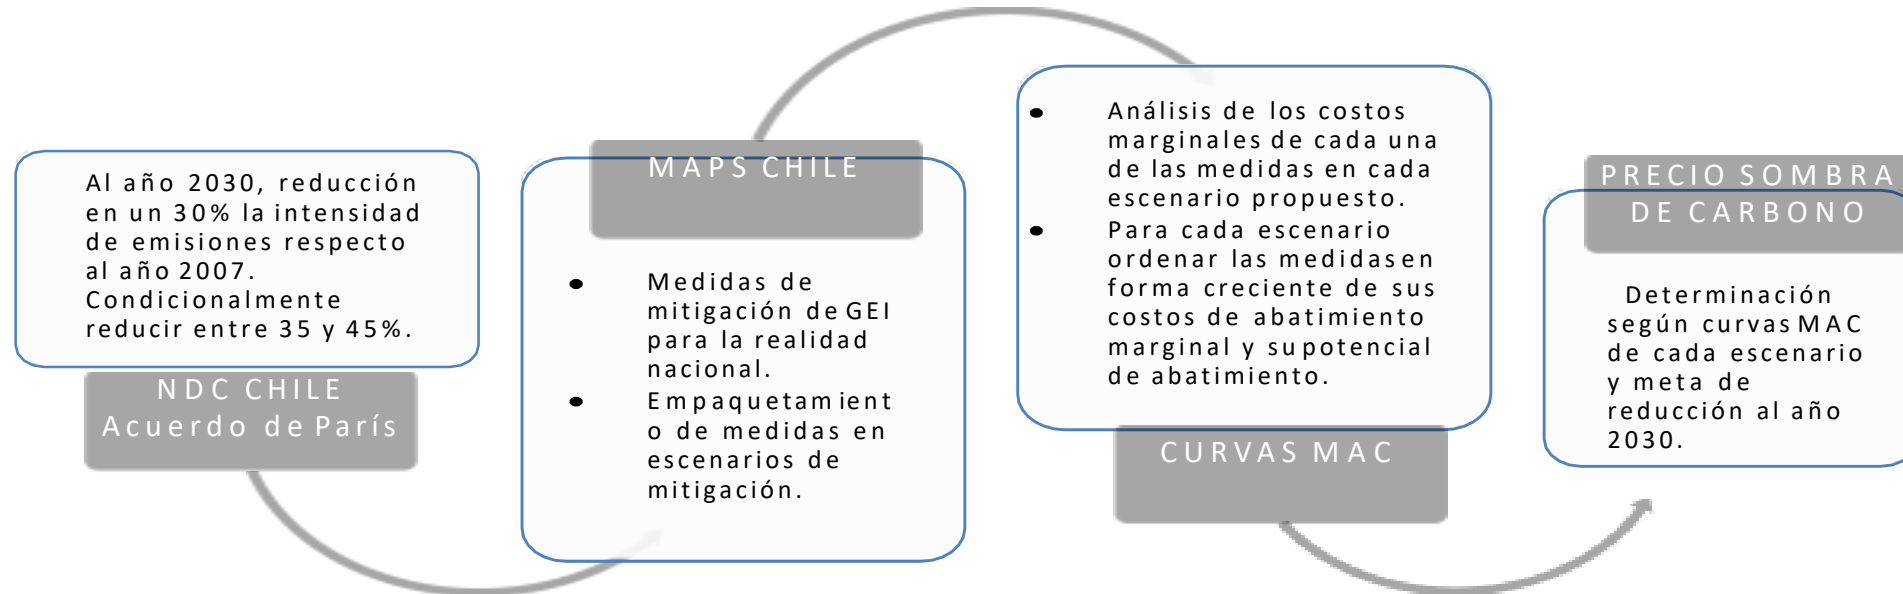 Al año 2030, reducción
en un 30% la intensidad
de emisiones respecto
al año 2007.
Condicionalmente
reducir entre 35 y 45%.
NDC CHILE
Acuerdo de París
MAPS CHILE
• Medidas de
mitigación de GEI
para la realidad
nacional.
• Empaquetamient
o de medidas en
escenarios de
mitigación.
• Análisis de los costos
marginales de cada una
de las medidas en cada
escenario propuesto.
• Para cada escenario
ordenar las medidas en
forma creciente de sus
costos de abatimiento
marginal y su potencial
de abatimiento.
CURVAS MAC
PRECIO SOMBRA
DE CARBONO
Determinación
según curvas MAC
de cada escenario
y meta de
reducción al año
2030.